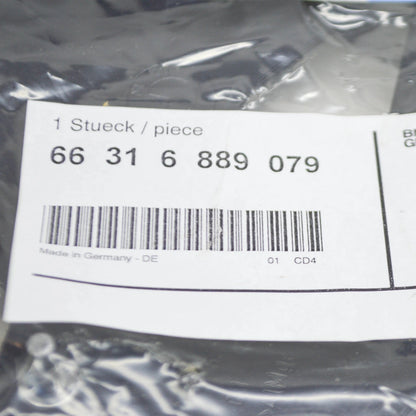 1 Stueck / piece
66 31 6 889 079
Made in Germany - DE
01 CD4